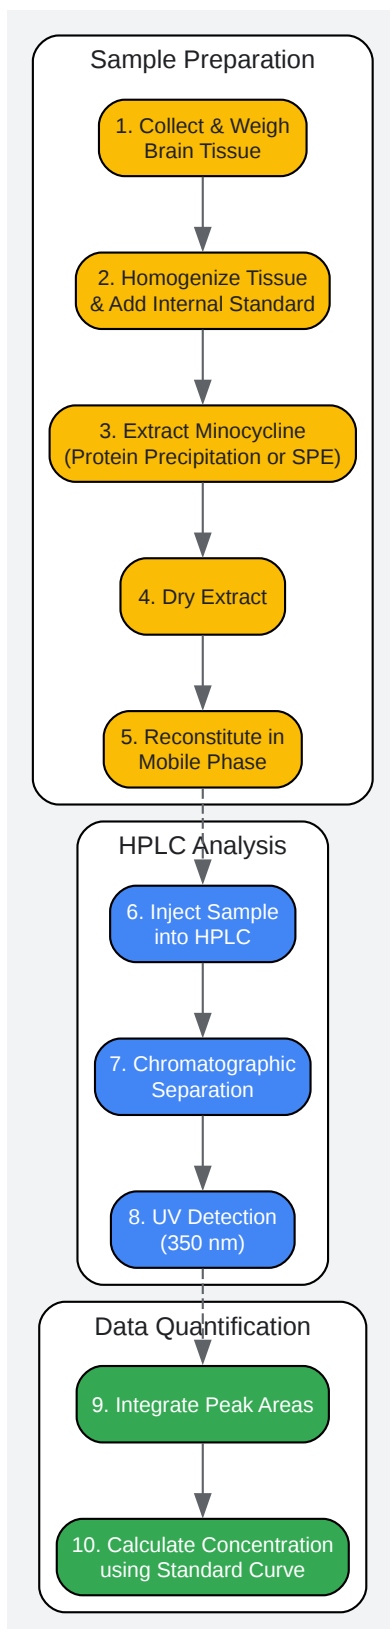 Sample Preparation
1. Collect & Weigh
Brain Tissue
2. Homogenize Tissue
& Add Internal Standard
3. Extract Minocycline
(Protein Precipitation or SPE)
4. Dry Extract
5. Reconstitute in
Mobile Phase
HPLC Analysis
6. Inject Sample
into HPLC
7. Chromatographic
Separation
8. UV Detection
(350 nm)
Data Quantification
9. Integrate Peak Areas
10. Calculate Concentration
using Standard Curve